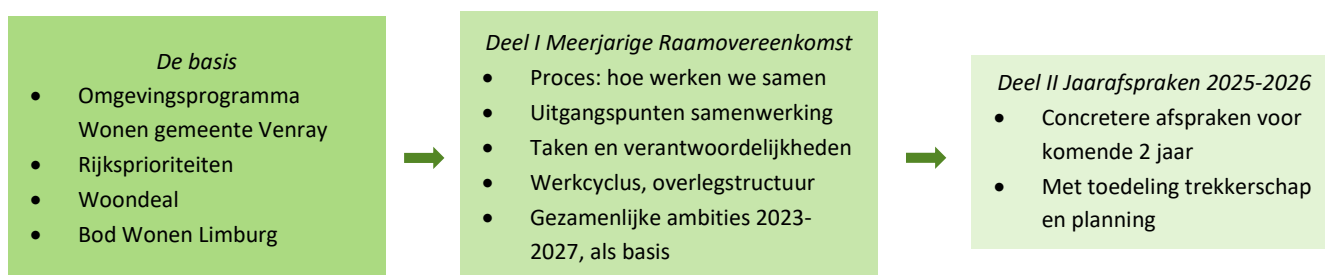 De basis
• Omgevingsprogramma
Wonen gemeente Venray
• Rijksprioriteiten
• Woondeal
• Bod Wonen Limburg
Deel I Meerjarige Raamovereenkomst
• Proces: hoe werken we samen
• Uitgangspunten samenwerking
• Taken en verantwoordelijkheden
• Werkcyclus, overlegstructuur
• Gezamenlijke ambities 2023-
2027, als basis
Deel II Jaarafspraken 2025-2026
• Concretere afspraken voor
komende 2 jaar
• Met toedeling trekkerschap
en planning